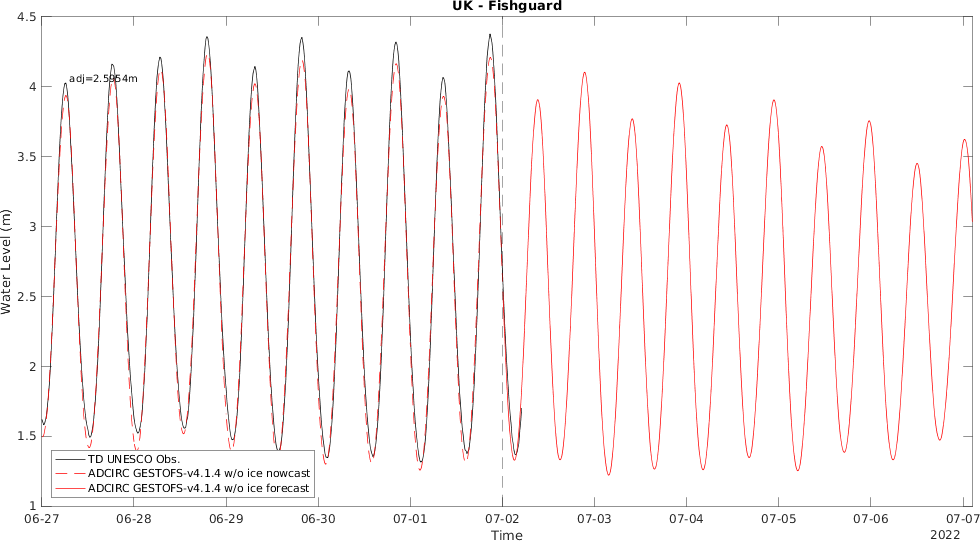 UK - Fishguard
4.5
4
3.5
3
2.5
2
1.5
1
Water Level (m)
adj=2.5954m
TD UNESCO Obs.
ADCIRC GESTOFS-v4.1.4 w/o ice nowcast
ADCIRC GESTOFS-v4.1.4 w/o ice forecast
06-27 06-28 06-29 06-30 07-01 07-02 07-03 07-04 07-05 07-06 07-07
Time
2022